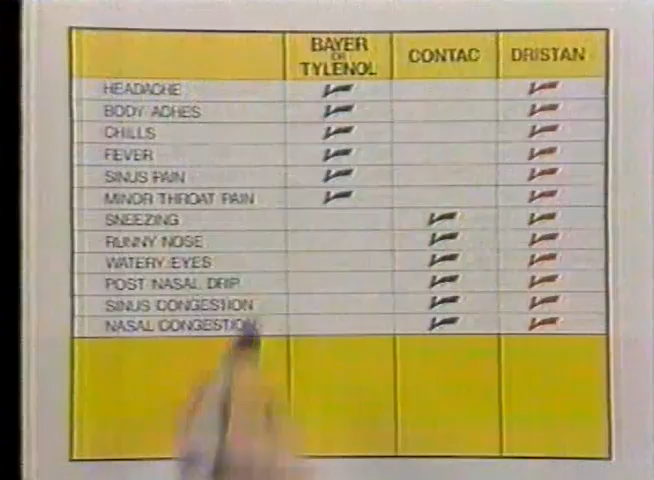 BAYER
OR
TYLENOL
CONTAC
DRISTAN
HEADACHE
BODY ACHES
CHILLS
FEVER
SINUS PAIN
MINOR THROAT PAIN
SNEEZING
RUNNY NOSE
WATERY EYES
POST NASAL DRIP
SINUS CONGESTION
NASAL CONGESTION